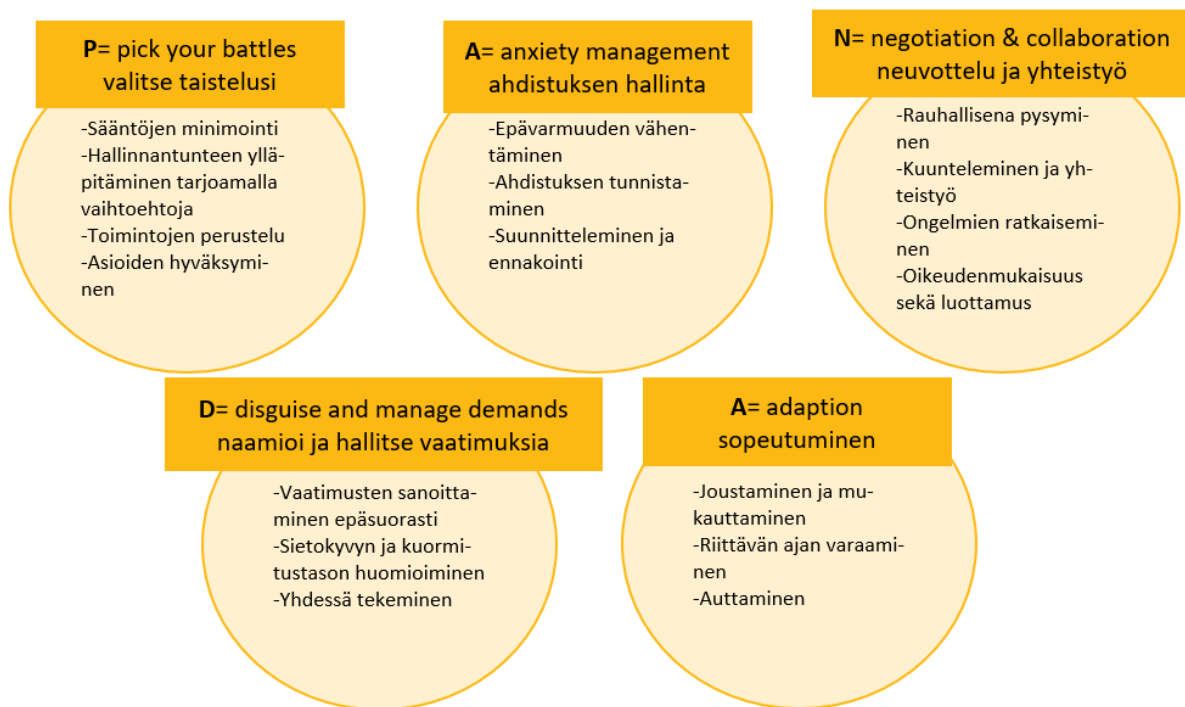 P= pick your battles
valitse taistelusi
-Sääntöjen minimointi
-Hallinnantunteen yllä-
pitäminen tarjoamalla
vaihtoehtoja
-Toimintojen perustelu
-Asioiden hyväksymi-
nen
A= anxiety management
ahdistuksen hallinta
-Epävarmuuden vähen-
täminen
-Ahdistuksen tunnista-
minen
-Suunnitteleminen ja
ennakointi
N= negotiation & collaboration
neuvottelu ja yhteistyö
-Rauhallisena pysymi
nen
-Kuunteleminen ja yh-
teistyö
-Ongelmien ratkaisemi-
nen
-Oikeudenmukaisuus
sekä luottamus
D= disguise and manage demands
naamioi ja hallitse vaatimuksia
-Vaatimusten sanoitta-
minen epäsuorasti
-Sietokyvyn ja kuormi-
tustason huomioiminen
-Yhdessä tekeminen
A= adaption
sopeutuminen
-Joustaminen ja mu-
kauttaminen
-Riittävän ajan varaami-
nen
-Auttaminen